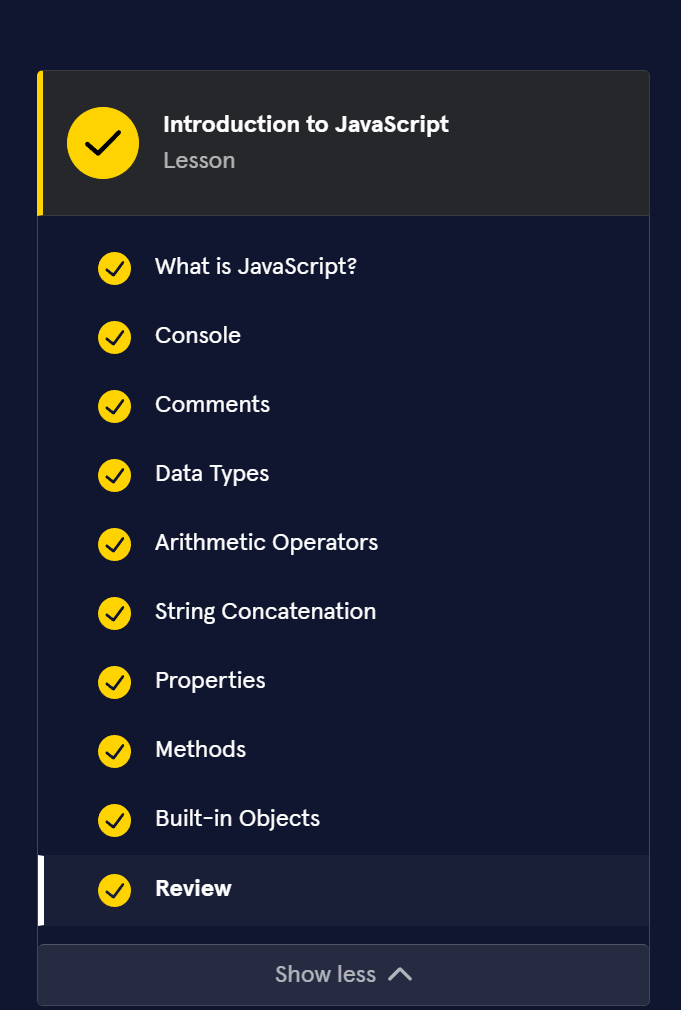 Introduction to JavaScript
Lesson
What is JavaScript?
Console
Comments
Data Types
Arithmetic Operators
String Concatenation
Properties
Methods
Built-in Objects
Review
Show less